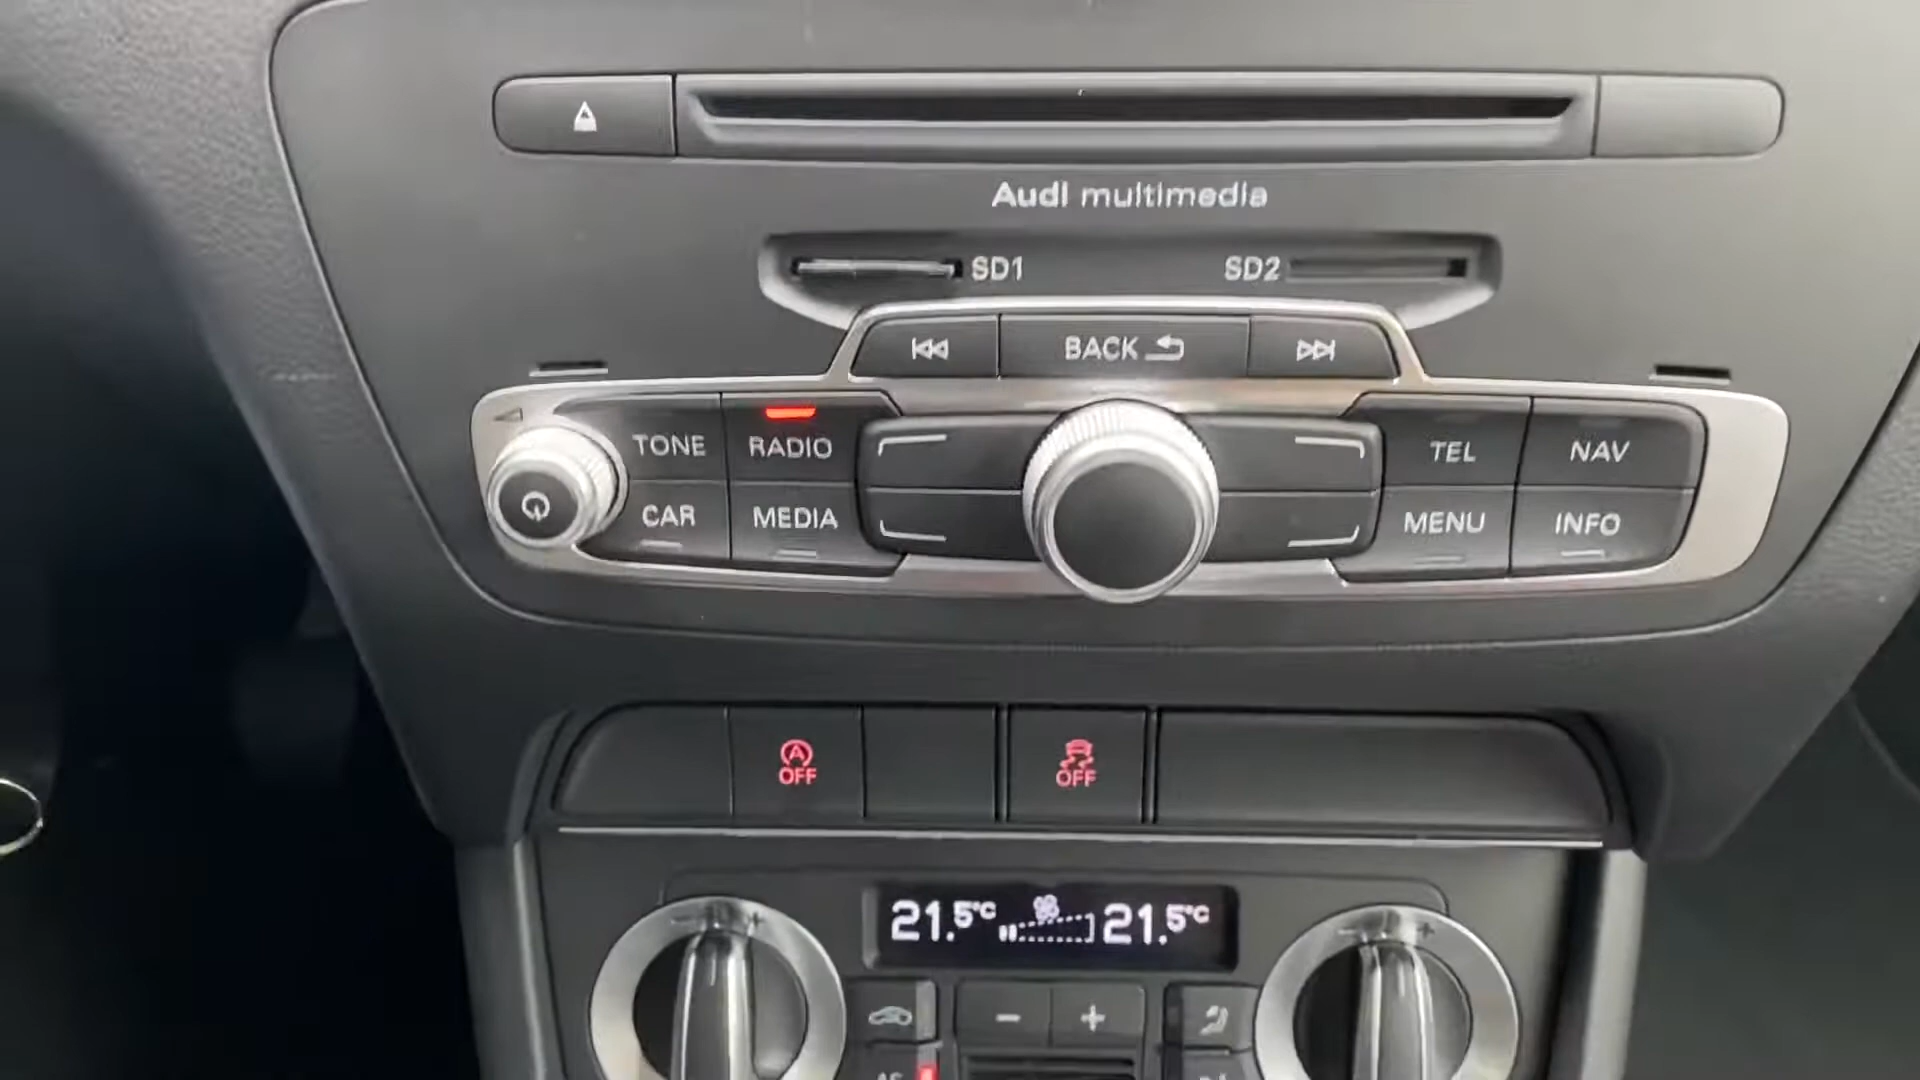 Audi multimedia
SD1 SD2
BACK
TONE RADIO TEL NAV
CAR MEDIA MENU INFO
A OFF OFF
21.5°C 21.5°C